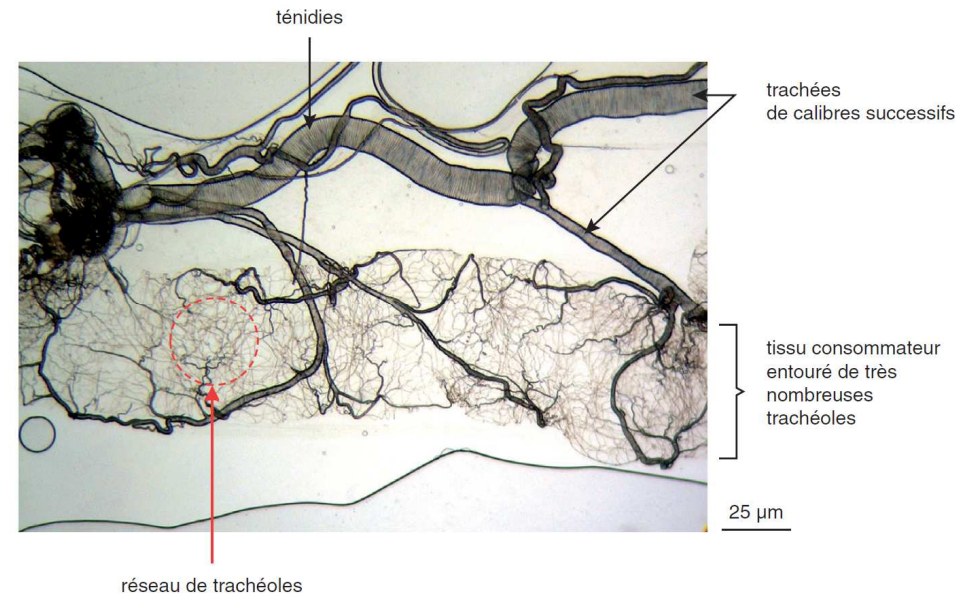 ténidies
trachées
de calibres successifs
tissu consommateur
entouré de très
nombreuses
trachéoles
25 µm
réseau de trachéoles